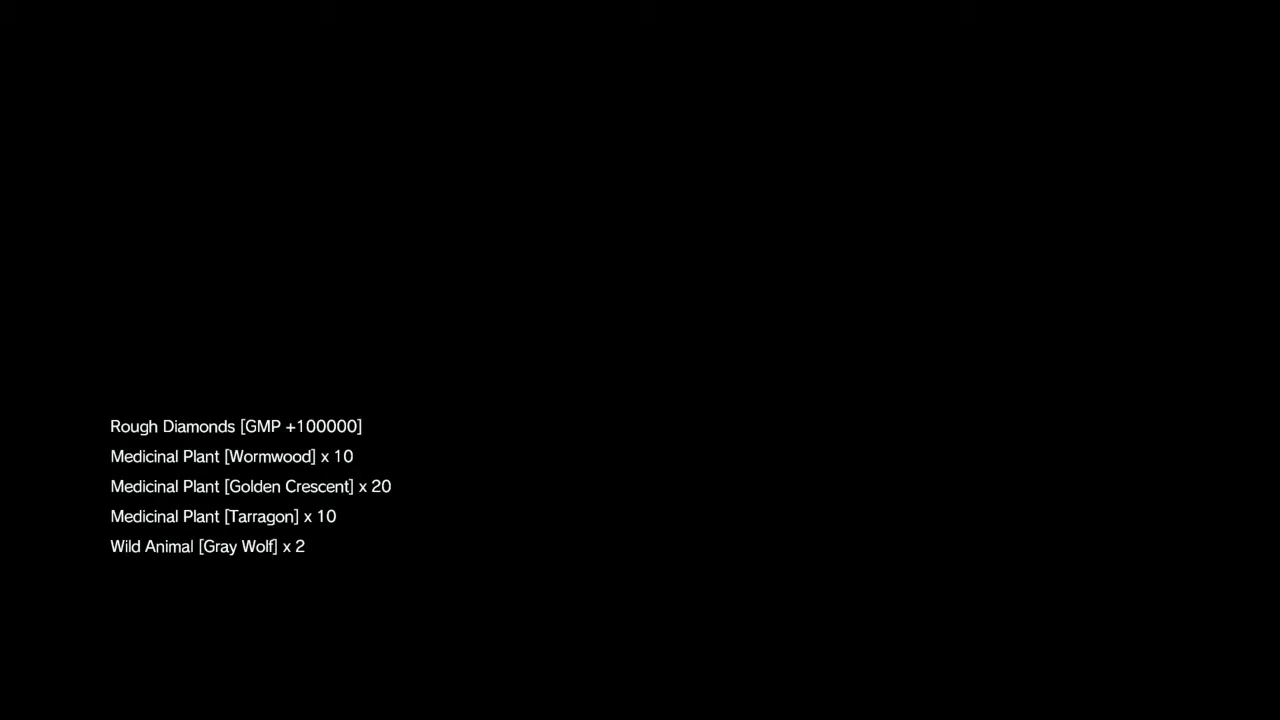 Rough Diamonds [GMP +100000]
Medicinal Plant [Wormwood] x 10
Medicinal Plant [Golden Crescent] x 20
Medicinal Plant [Tarragon] x 10
Wild Animal [Gray Wolf] x 2